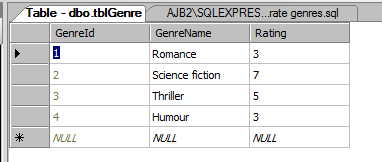 Table - dbo.tblGenre AJB2\SQLEXPRES...rate genres.sql
GenreId GenreName Rating
1 Romance 3
2 Science fiction 7
3 Thriller 5
4 Humour 3
NULL NULL NULL